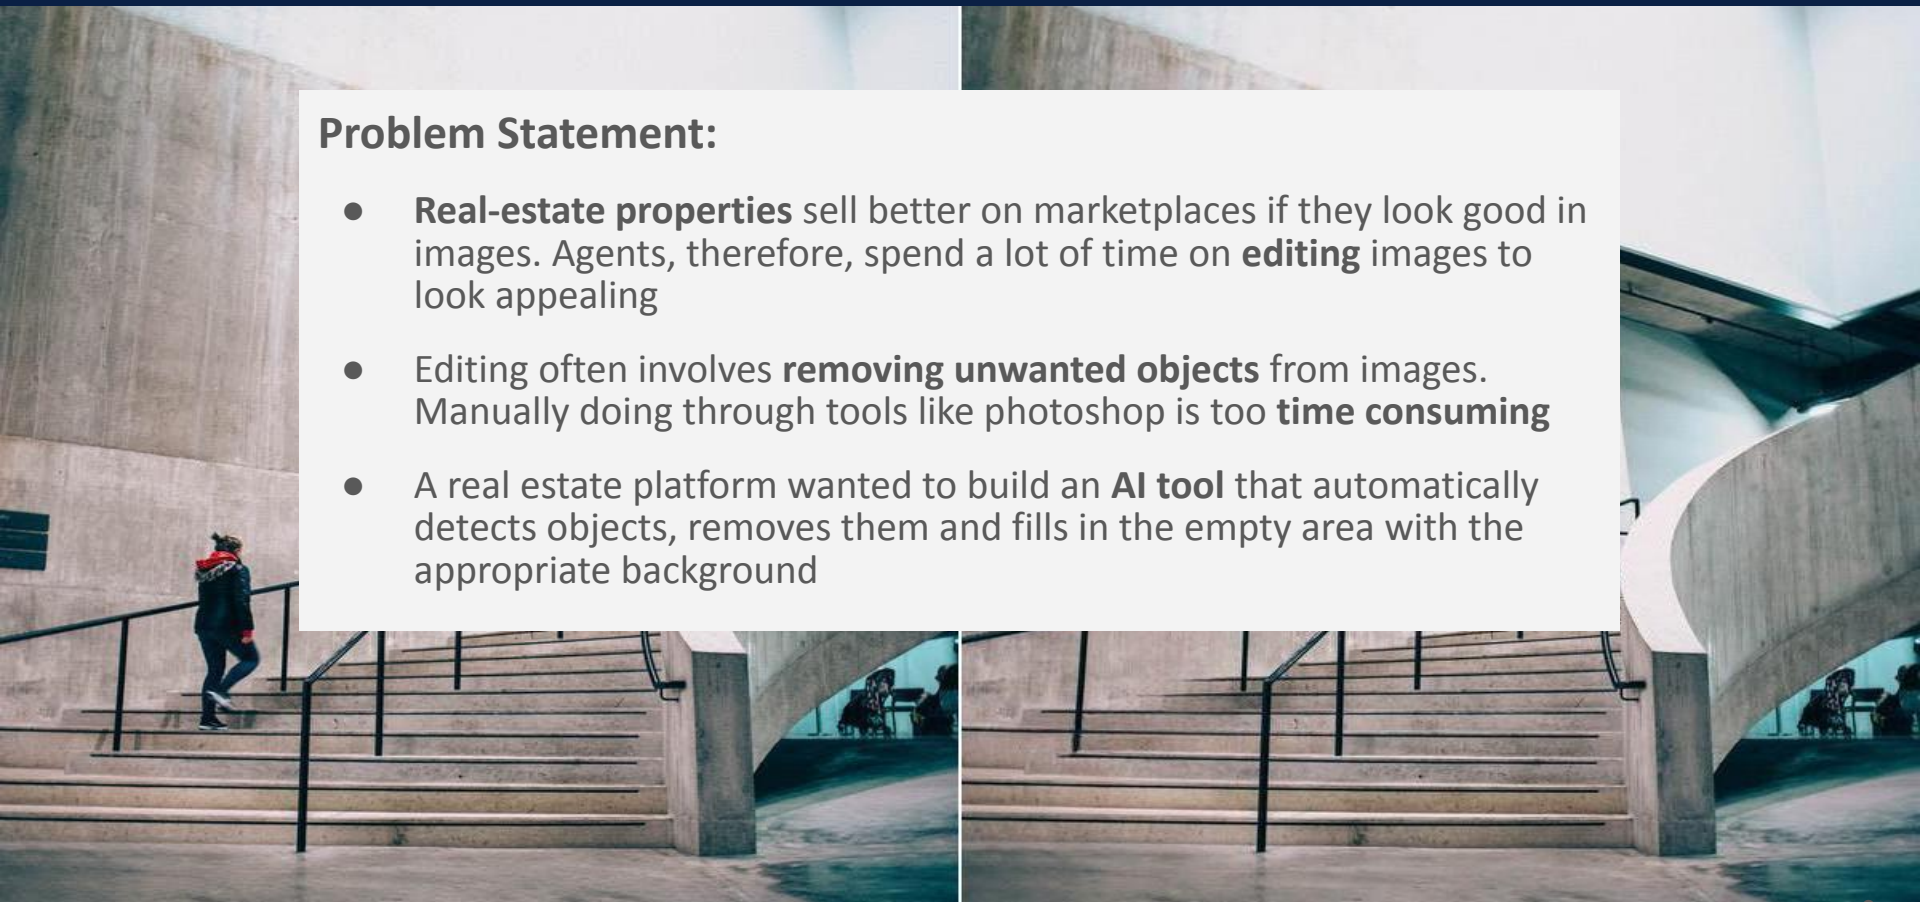 Problem Statement:
● Real-estate properties sell better on marketplaces if they look good in
images. Agents, therefore, spend a lot of time on editing images to
look appealing
● Editing often involves removing unwanted objects from images.
Manually doing through tools like photoshop is too time consuming
● A real estate platform wanted to build an AI tool that automatically
detects objects, removes them and fills in the empty area with the
appropriate background